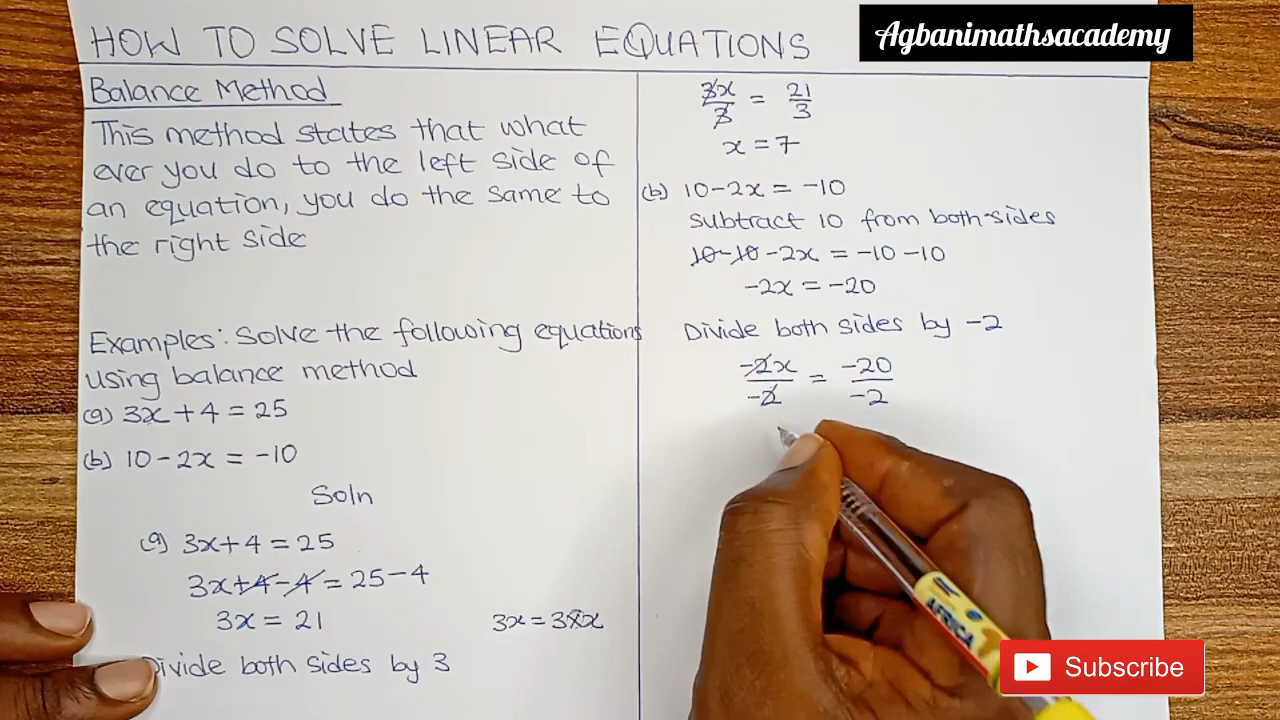 HOW TO SOLVE LINEAR EQUATIONS
Agbanimathsacademy
Balance Method
This method states that what
ever you do to the left side of
an equation, you do the same to
the right side
Examples: Solve the following equations
using balance method
(a) 3x + 4 = 25
(b) 10 - 2x = -10
Soln
(a) 3x + 4 = 25
3x + 4 - 4 = 25 - 4
3x = 21
3x = 3 × x
Divide both sides by 3
3x/3 = 21/3
x = 7
(b) 10 - 2x = -10
Subtract 10 from both sides
10 - 10 - 2x = -10 - 10
-2x = -20
Divide both sides by -2
-2x/-2 = -20/-2
AFRICA
Subscribe